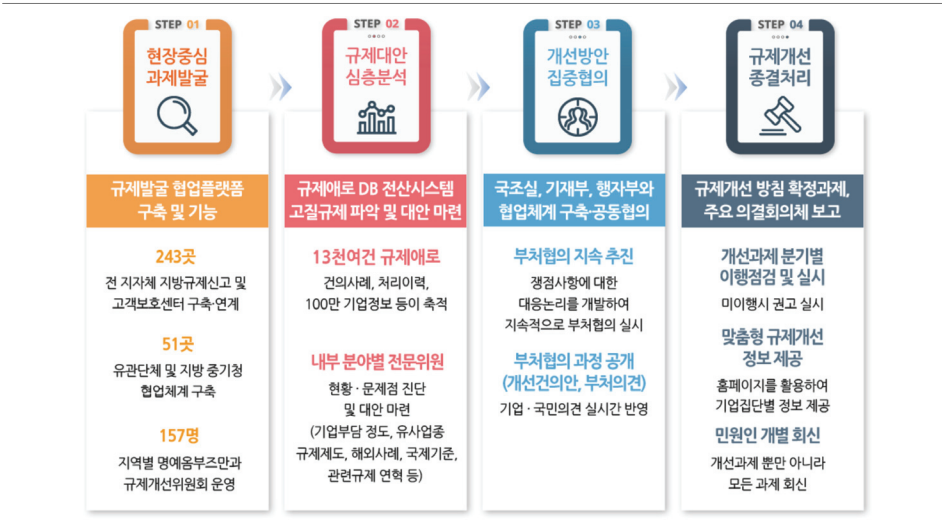 STEP 01
현장중심
과제발굴
규제발굴 협업플랫폼
구축 및 기능
243곳
전 지자체 지방규제신고 및
고객보호센터 구축·연계
51곳
유관단체 및 지방 중기청
협업체계 구축
157명
지역별 명예옴부즈만과
규제개선위원회 운영
STEP 02
규제대안
심층분석
규제애로 DB 전산시스템
고질규제 파악 및 대안 마련
13천여건 규제애로
건의사례, 처리이력,
100만 기업정보 등이 축적
내부 분야별 전문위원
현황 · 문제점 진단
및 대안 마련
(기업부담 정도, 유사업종
규제제도, 해외사례, 국제기준,
관련규제 연혁 등)
STEP 03
개선방안
집중협의
국조실, 기재부, 행자부와
협업체계 구축·공동협의
부처협의 지속 추진
쟁점사항에 대한
대응논리를 개발하여
지속적으로 부처협의 실시
부처협의 과정 공개
(개선건의안, 부처의견)
기업 · 국민의견 실시간 반영
STEP 04
규제개선
종결처리
규제개선 방침 확정과제,
주요 의결회의체 보고
개선과제 분기별
이행점검 및 실시
미이행시 권고 실시
맞춤형 규제개선
정보 제공
홈페이지를 활용하여
기업집단별 정보 제공
민원인 개별 회신
개선과제 뿐만 아니라
모든 과제 회신